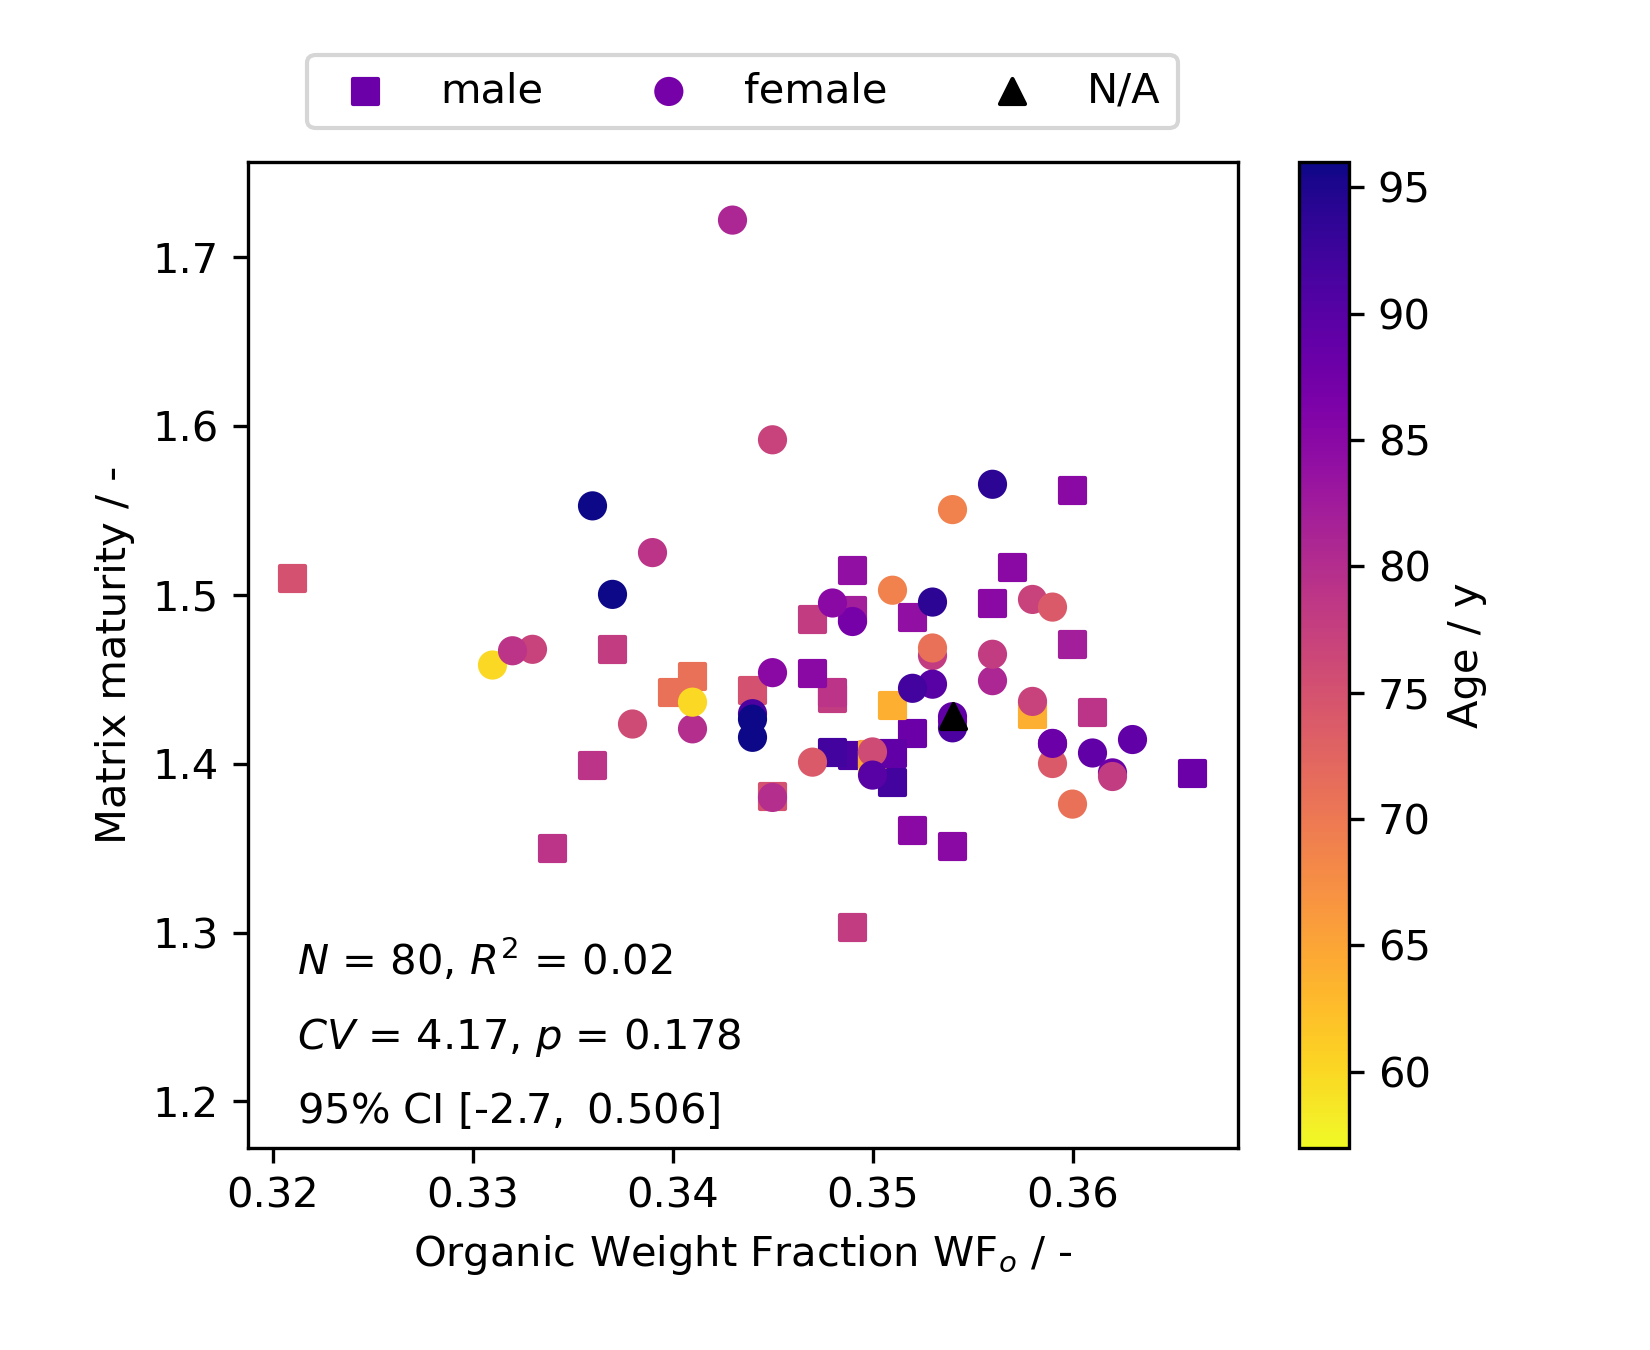 male female N/A
1.7
1.6
1.5
1.4
1.3
1.2
Matrix maturity / -
N = 80, R² = 0.02
CV = 4.17, p = 0.178
95% CI [-2.7, 0.506]
0.32 0.33 0.34 0.35 0.36
Organic Weight Fraction WFₒ / -
95
90
85
80
75
70
65
60
Age / y